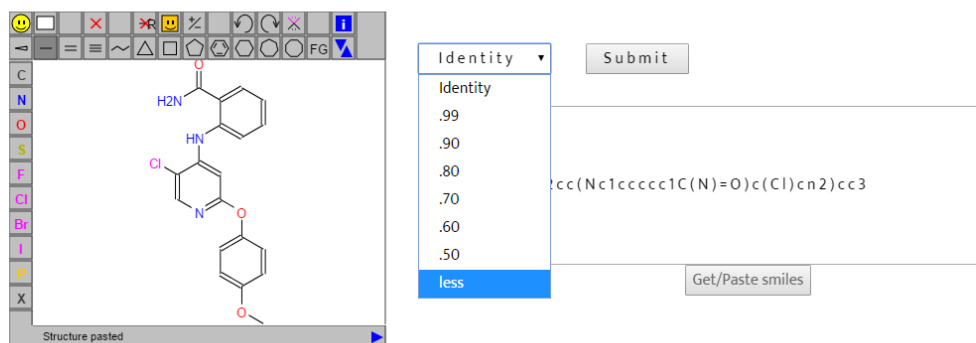 R
FG
C
N
O
S
F
Cl
Br
I
P
X
O
H2N
HN
Cl
N
O
O
Structure pasted
Identity
Submit
Identity
.99
.90
.80
.70
.60
.50
less
cc(Nc1ccccc1C(N)=O)c(Cl)cn2)cc3
Get/Paste smiles